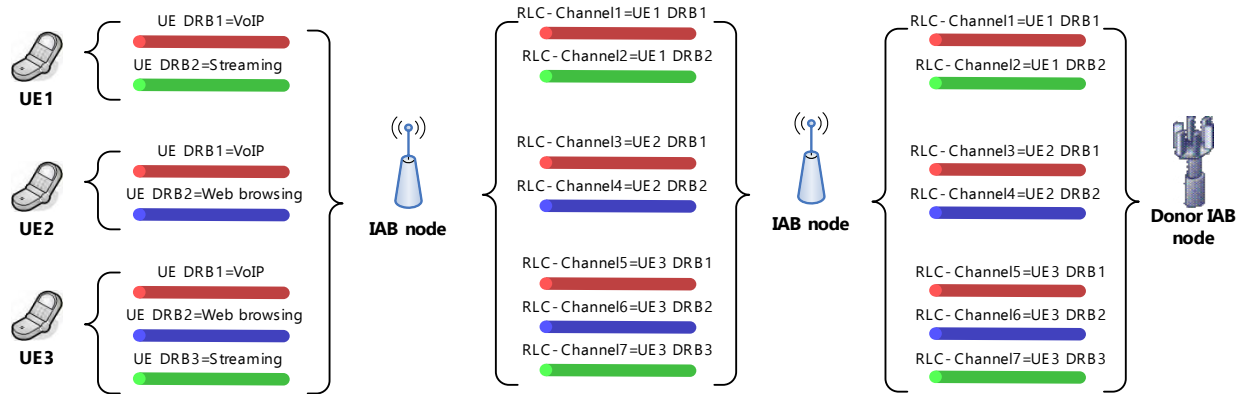 UE DRB1=VoIP
UE DRB2=Streaming
UE1
UE DRB1=VoIP
UE DRB2=Web browsing
UE2
UE DRB1=VoIP
UE DRB2=Web browsing
UE DRB3=Streaming
UE3
IAB node
RLC-Channel1=UE1 DRB1
RLC-Channel2=UE1 DRB2
RLC-Channel3=UE2 DRB1
RLC-Channel4=UE2 DRB2
RLC-Channel5=UE3 DRB1
RLC-Channel6=UE3 DRB2
RLC-Channel7=UE3 DRB3
IAB node
RLC-Channel1=UE1 DRB1
RLC-Channel2=UE1 DRB2
RLC-Channel3=UE2 DRB1
RLC-Channel4=UE2 DRB2
RLC-Channel5=UE3 DRB1
RLC-Channel6=UE3 DRB2
RLC-Channel7=UE3 DRB3
Donor IAB
node